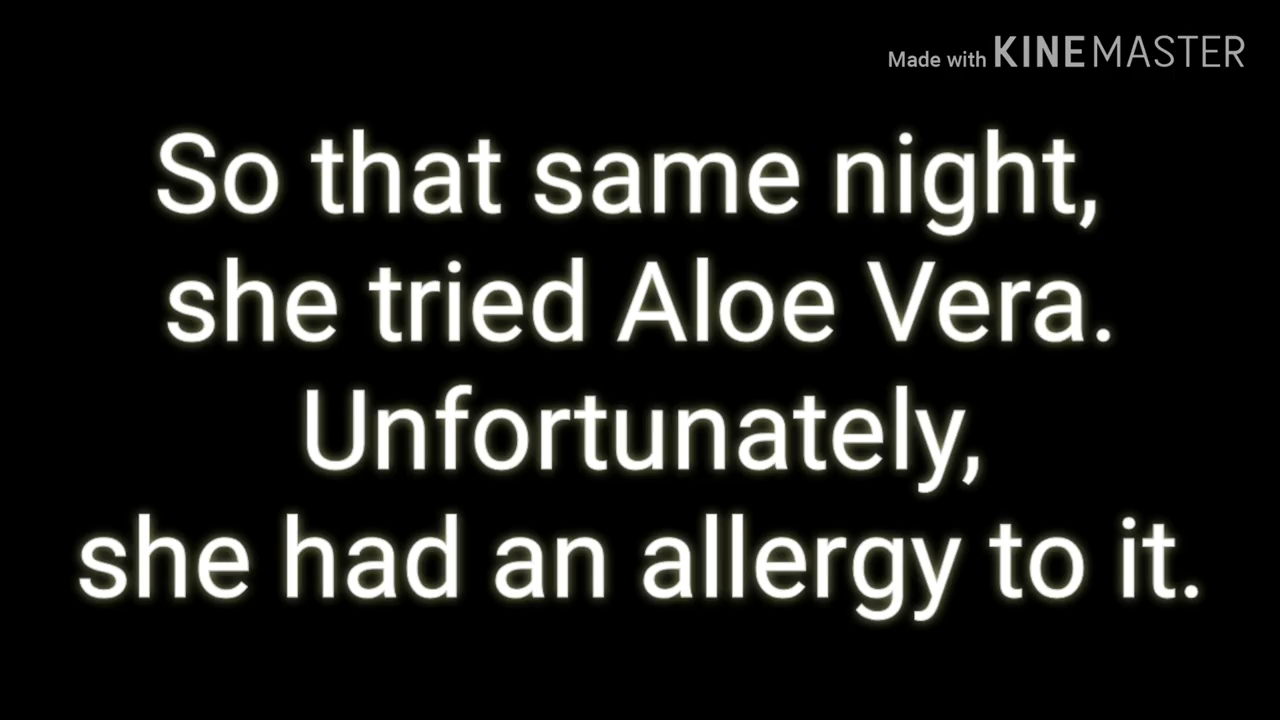 Made with KINEMASTER
So that same night,
she tried Aloe Vera.
Unfortunately,
she had an allergy to it.